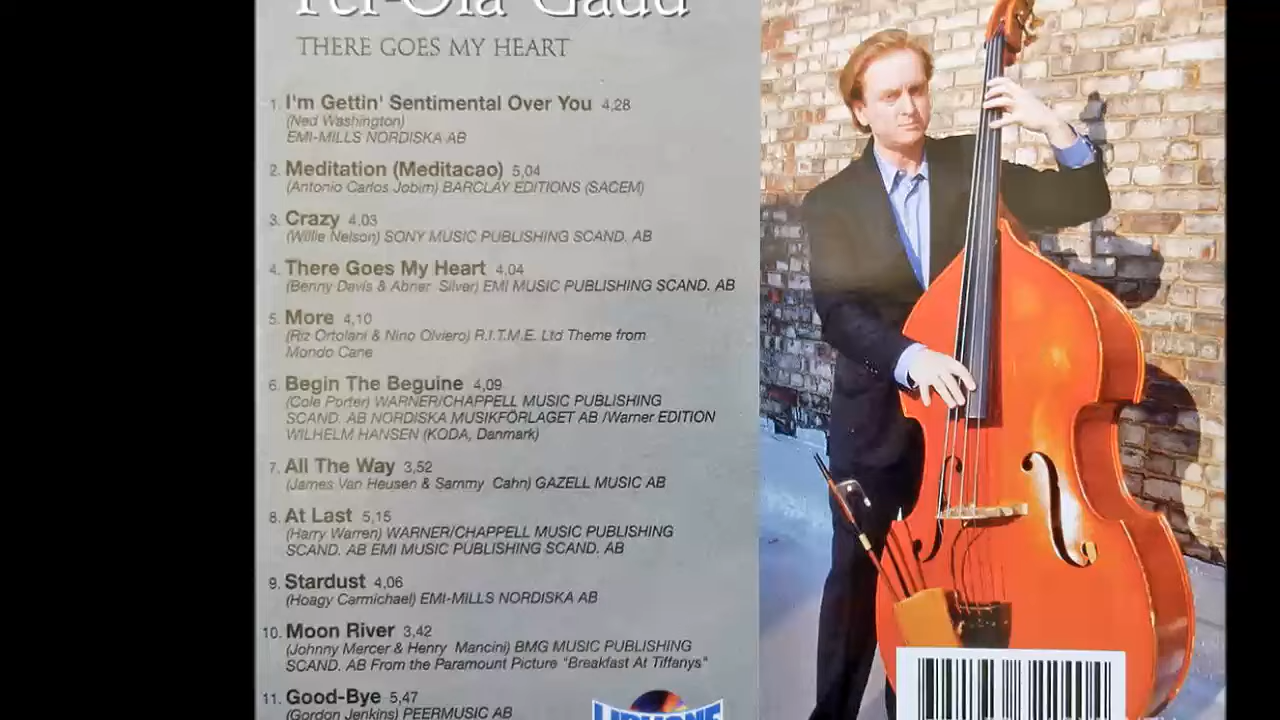 Per-Ola Gadd
THERE GOES MY HEART
1. I'm Gettin' Sentimental Over You 4,28
(Ned Washington)
EMI-MILLS NORDISKA AB
2. Meditation (Meditacao) 5,04
(Antonio Carlos Jobim) BARCLAY EDITIONS (SACEM)
3. Crazy 4,03
(Willie Nelson) SONY MUSIC PUBLISHING SCAND. AB
4. There Goes My Heart 4,04
(Benny Davis & Abner Silver) EMI MUSIC PUBLISHING SCAND. AB
5. More 4,10
(Riz Ortolani & Nino Olviero) R.I.T.M.E. Ltd Theme from
Mondo Cane
6. Begin The Beguine 4,09
(Cole Porter) WARNER/CHAPPELL MUSIC PUBLISHING
SCAND. AB NORDISKA MUSIKFÖRLAGET AB /Warner EDITION
WILHELM HANSEN (KODA, Danmark)
7. All The Way 3,52
(James Van Heusen & Sammy Cahn) GAZELL MUSIC AB
8. At Last 5,15
(Harry Warren) WARNER/CHAPPELL MUSIC PUBLISHING
SCAND. AB EMI MUSIC PUBLISHING SCAND. AB
9. Stardust 4,06
(Hoagy Carmichael) EMI-MILLS NORDISKA AB
10. Moon River 3,42
(Johnny Mercer & Henry Mancini) BMG MUSIC PUBLISHING
SCAND. AB From the Paramount Picture "Breakfast At Tiffanys"
11. Good-Bye 5,47
(Gordon Jenkins) PEERMUSIC AB